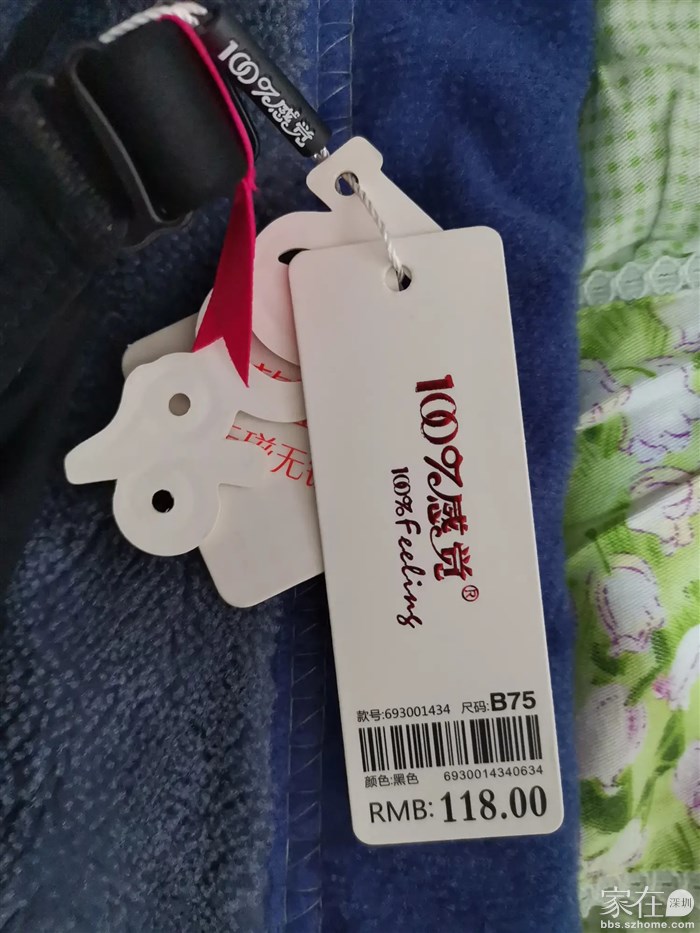 100%感觉
100%感觉®
100%Feeling
无
款号:693001434 尺码:B75
颜色:黑色 6930014340634
RMB: 118.00
家在 深圳
bbs.szhome.com